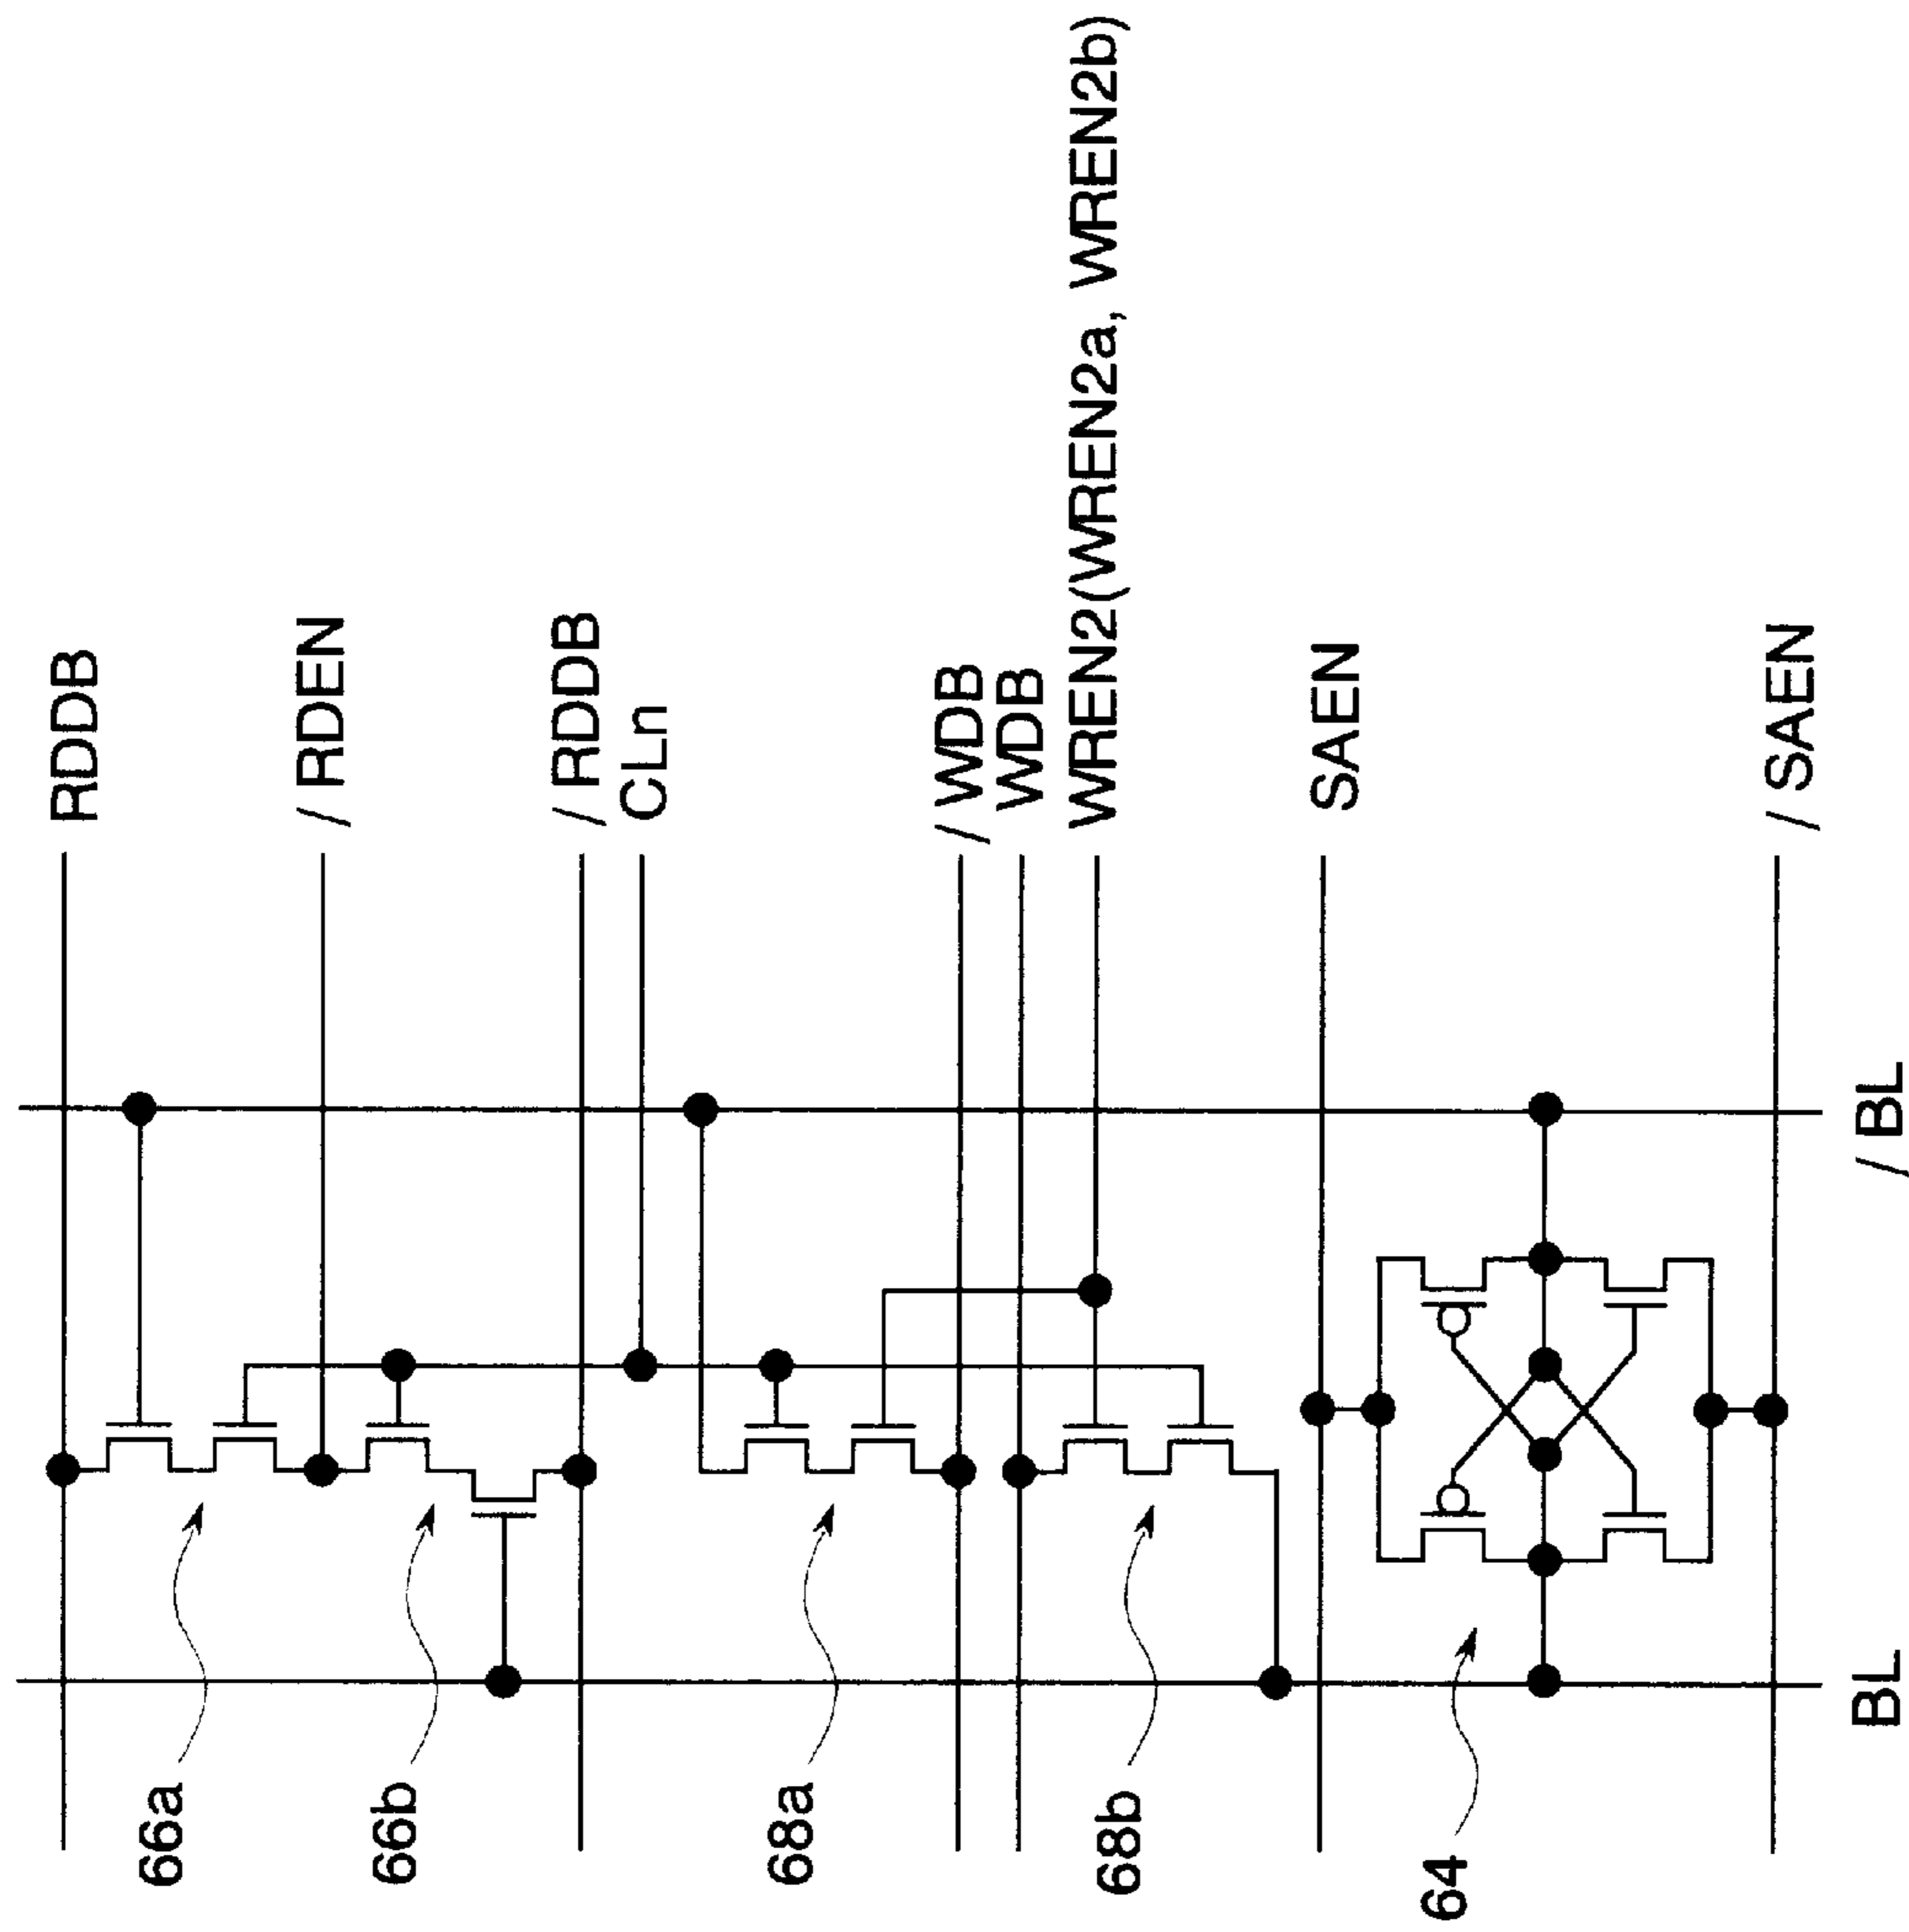 RDDB
/ RDEN
/ RDDB
CLn
/ WDB
WDB
WREN2(WREN2a, WREN2b)
SAEN
/ SAEN
BL
/ BL
66a
66b
68a
68b
64